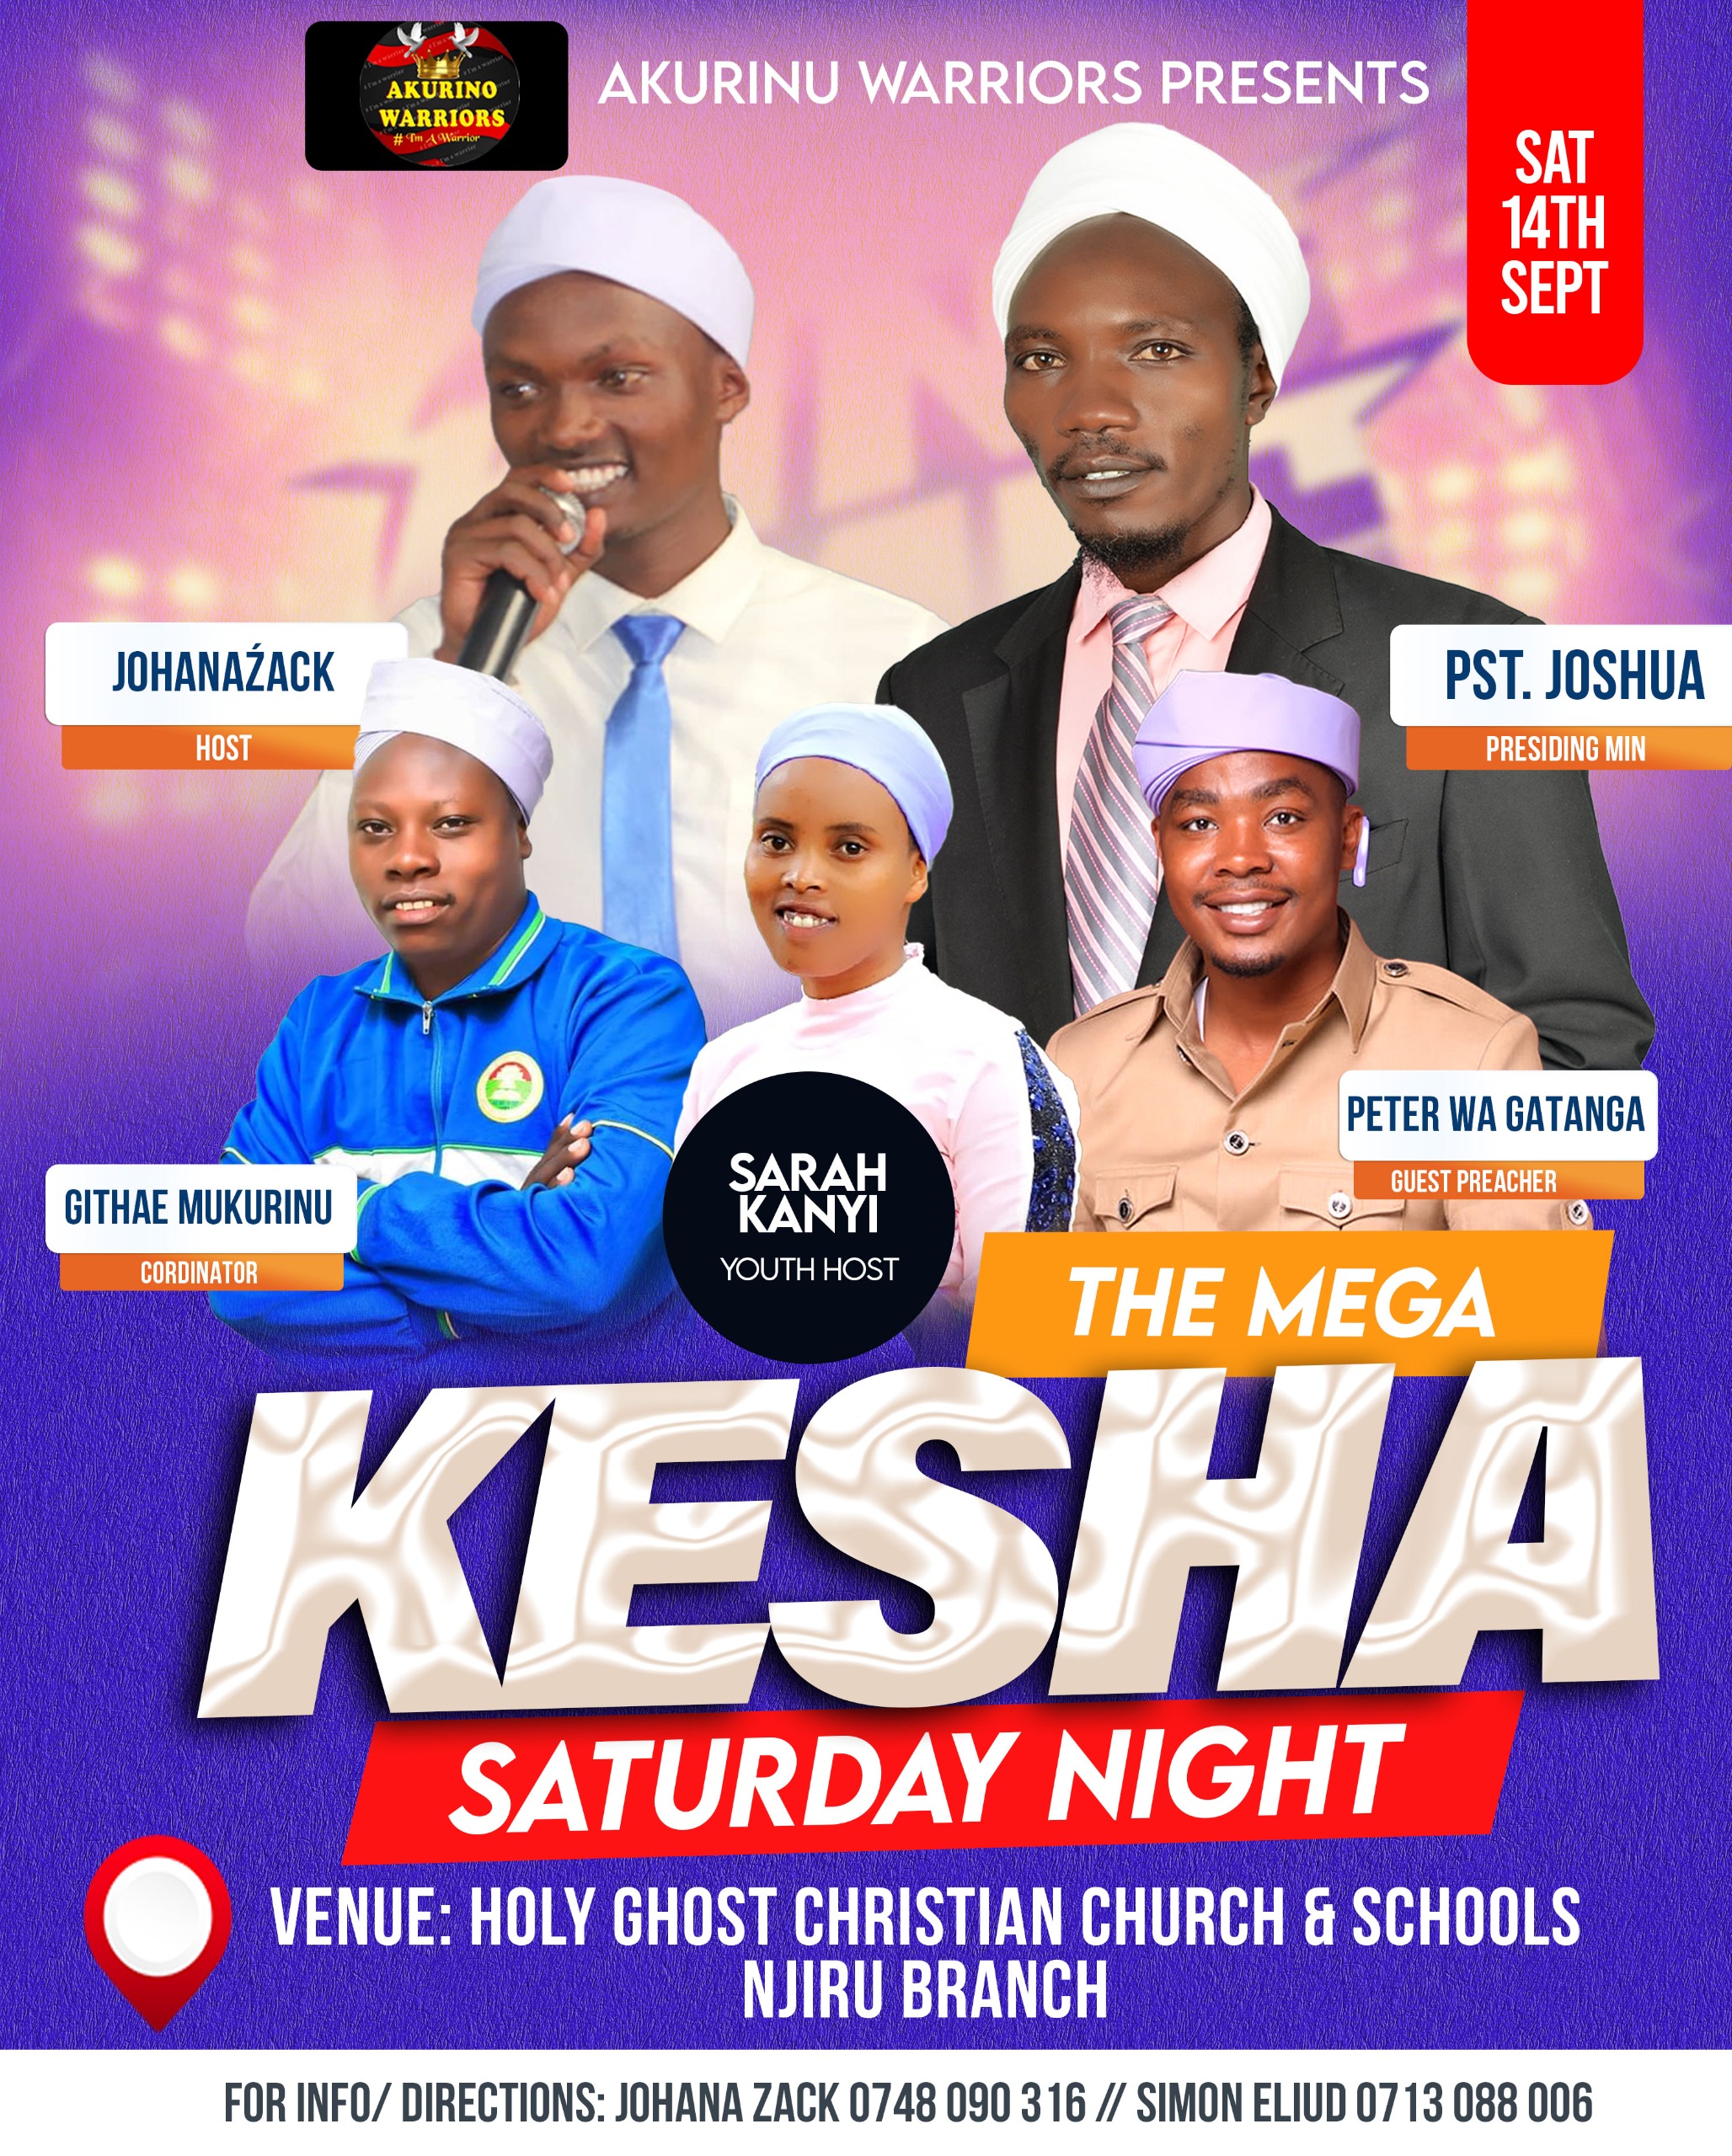 AKURINO
WARRIORS
# I'm A Warrior
AKURINU WARRIORS PRESENTS
SAT
14TH
SEPT
JOHANAŹACK
HOST
PST. JOSHUA
PRESIDING MIN
GITHAE MUKURINU
CORDINATOR
SARAH
KANYI
YOUTH HOST
PETER WA GATANGA
GUEST PREACHER
THE MEGA
KESHA
SATURDAY NIGHT
VENUE: HOLY GHOST CHRISTIAN CHURCH & SCHOOLS
NJIRU BRANCH
FOR INFO/ DIRECTIONS: JOHANA ZACK 0748 090 316 // SIMON ELIUD 0713 088 006